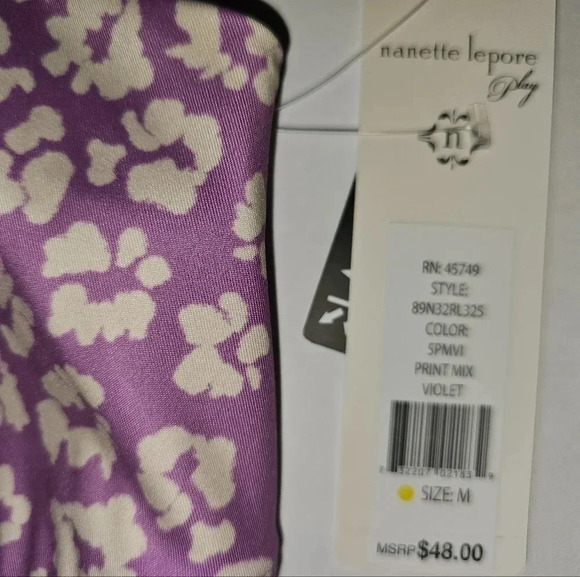 nanette lepore
Play
n
RN: 45749
STYLE:
89N32RL325
COLOR:
5PMVI
PRINT MIX
VIOLET
SIZE: M
MSRP $48.00